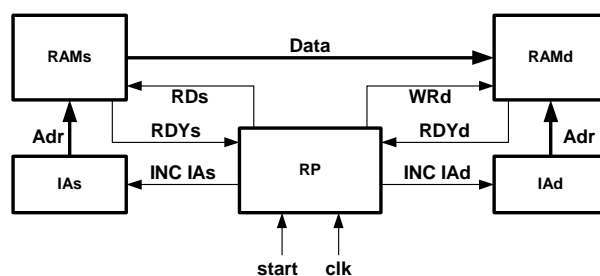 RAMs
Data
RAMd
RDs
WRd
Adr
RDYs
RDYd
Adr
IAs
INC IAs
RP
INC IAd
IAd
start
clk